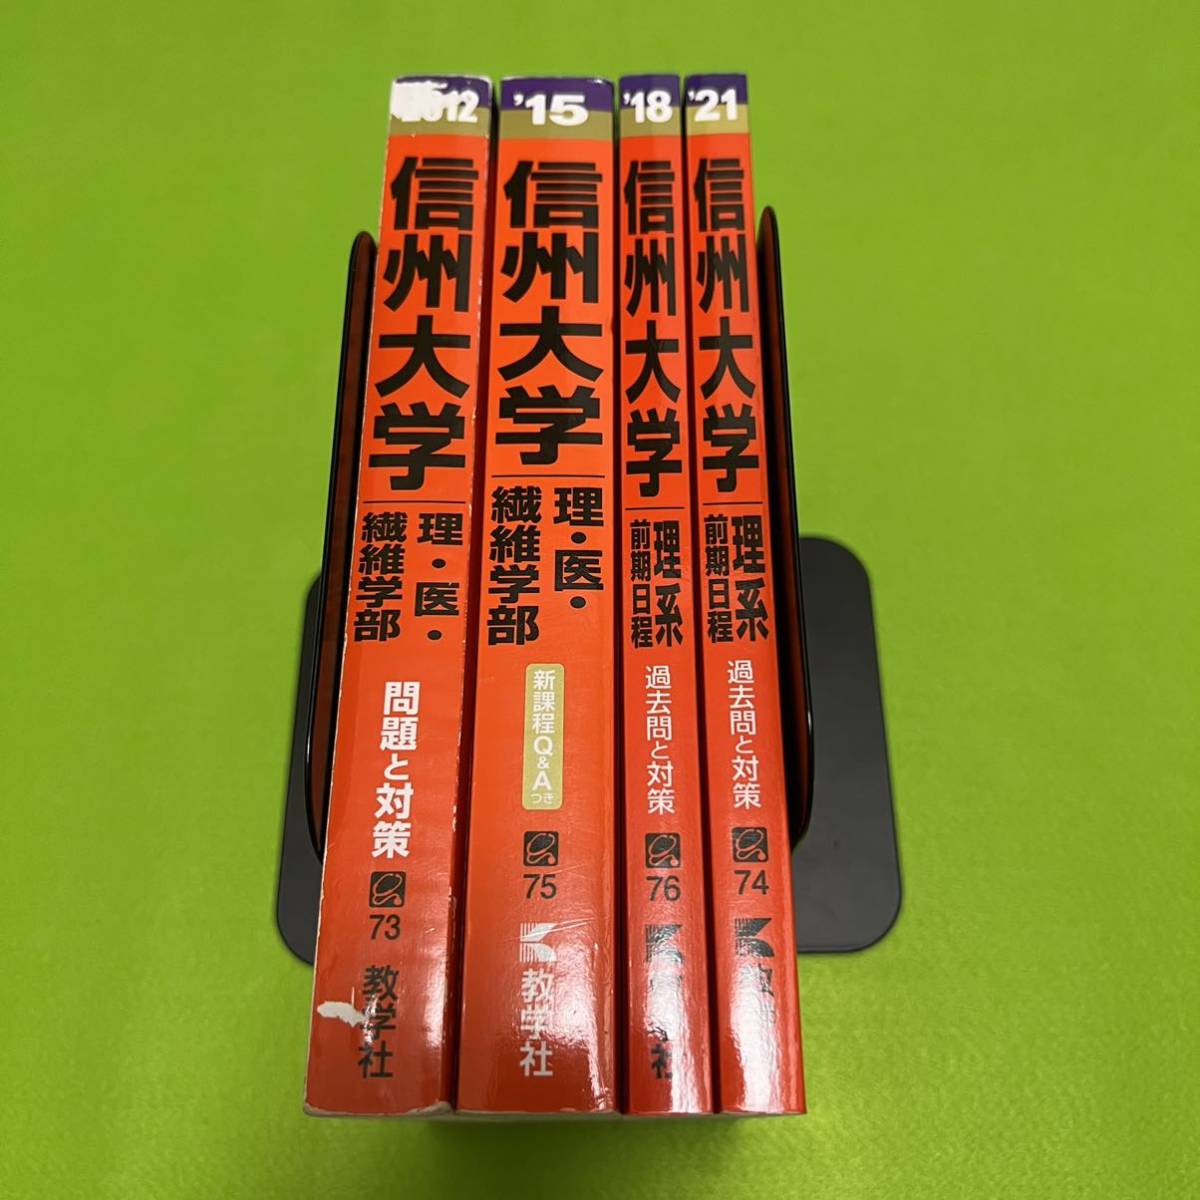 2012
信州大学
理・医・
繊維学部
問題と対策
73
教学社
'15
信州大学
理・医・
繊維学部
新課程Q&Aつき
75
教学社
'18
信州大学
理系
前期日程
過去問と対策
76
社
'21
信州大学
理系
前期日程
過去問と対策
74